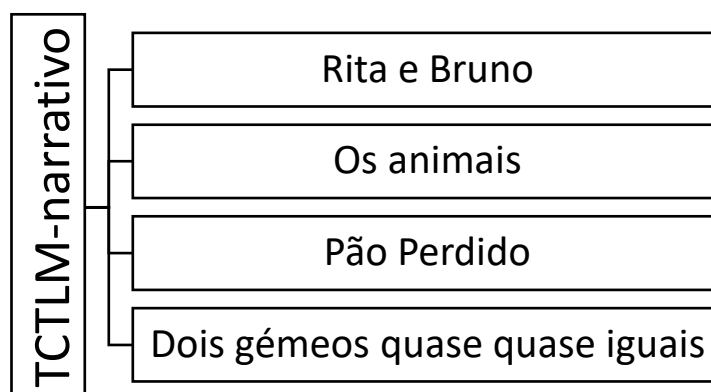 TCTLM-narrativo
Rita e Bruno
Os animais
Pão Perdido
Dois gémeos quase quase iguais